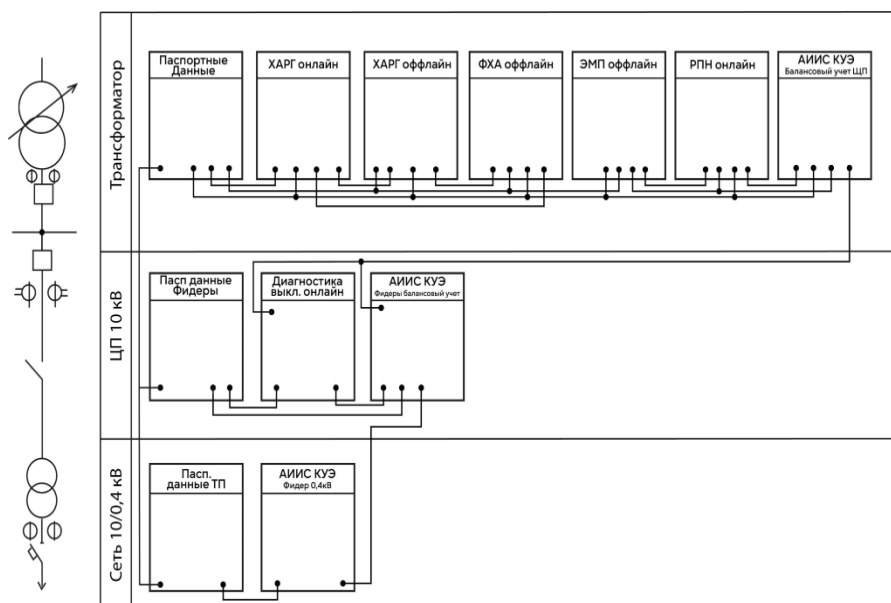 Трансформатор
Паспортные
Данные
ХАРГ онлайн
ХАРГ оффлайн
ФХА оффлайн
ЭМП оффлайн
РПН онлайн
АИИС КУЭ
Балансовый учет ЩП
ЦП 10 кВ
Пасп данные
Фидеры
Диагностика
выкл. онлайн
АИИС КУЭ
Фидеры балансовый учет
Сеть 10/0,4 кВ
Пасп.
данные ТП
АИИС КУЭ
Фидер 0,4кВ